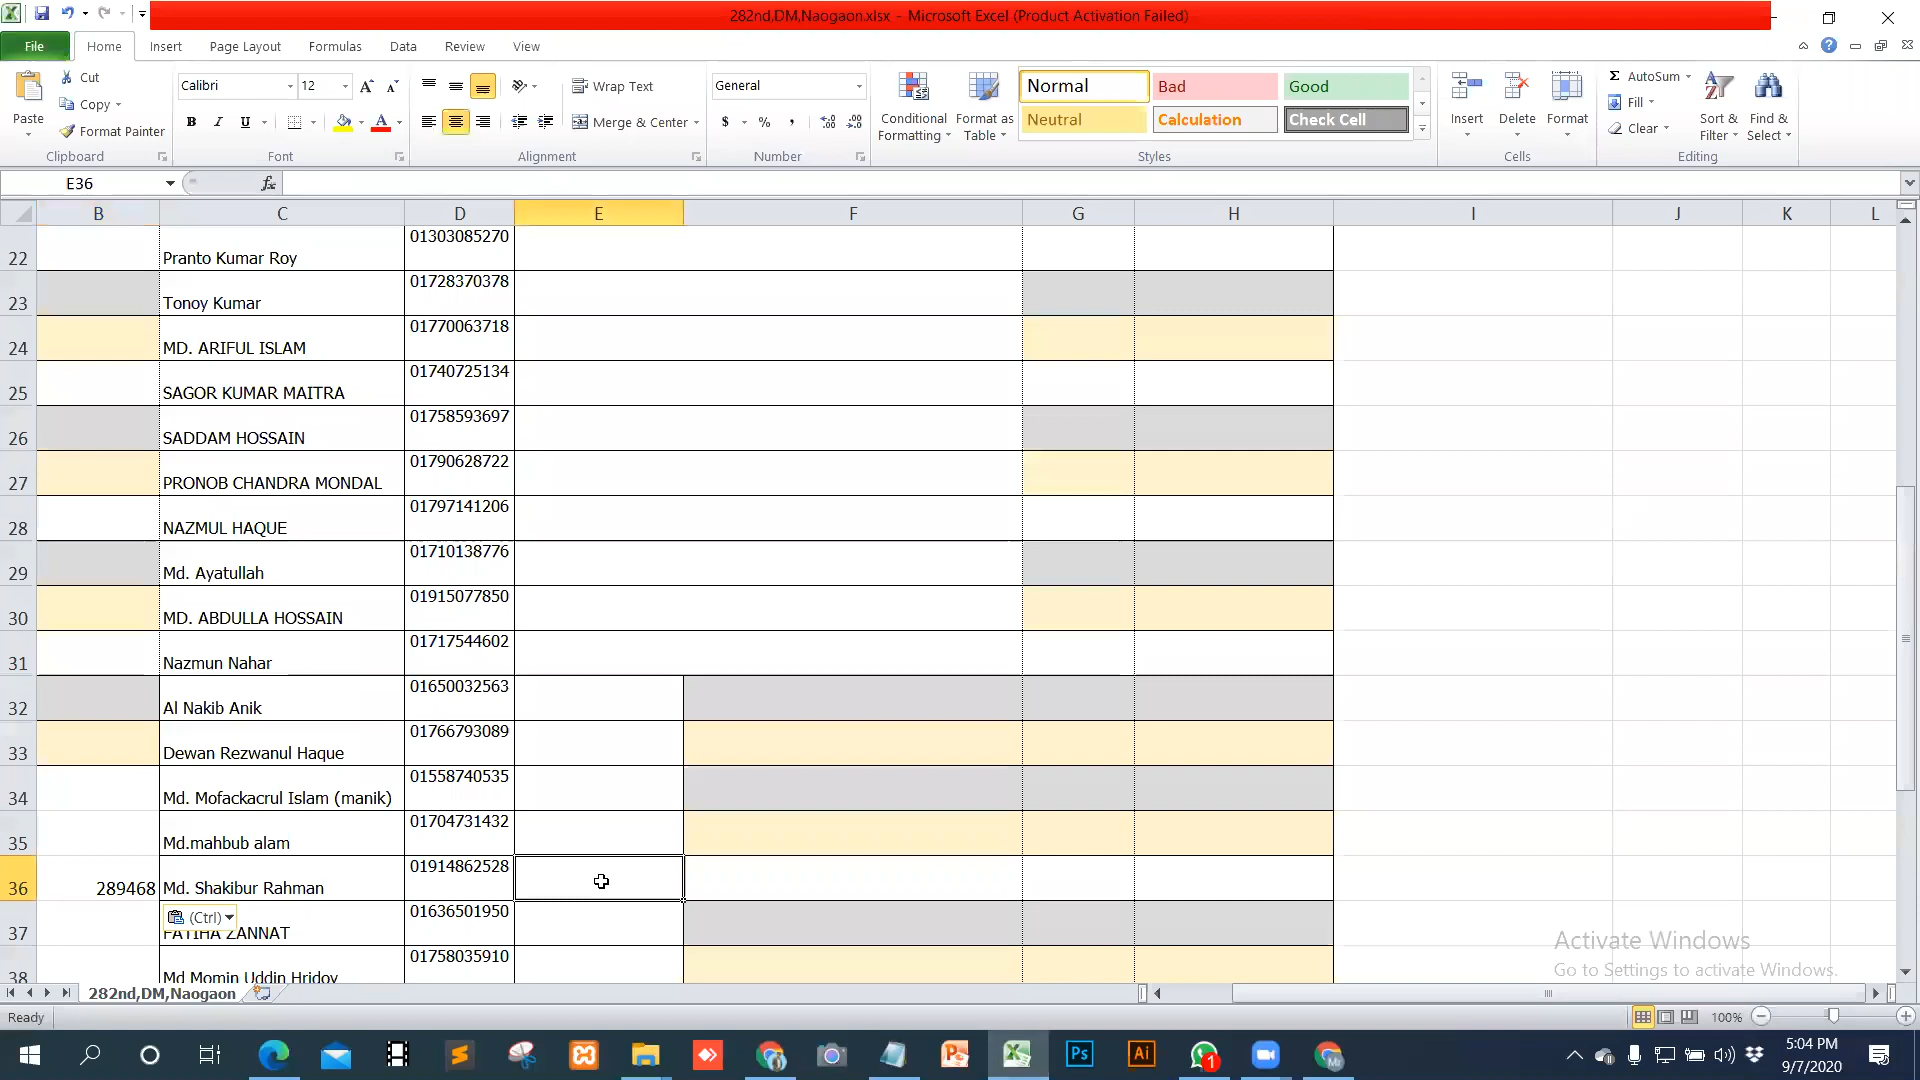 282nd,DM,Naogaon.xlsx - Microsoft Excel (Product Activation Failed)
File Home Insert Page Layout Formulas Data Review View
Cut
Copy
Format Painter
Paste
Clipboard
Calibri 12
B I U
Font
Wrap Text
Merge & Center
Alignment
General
$ % ,
Number
Conditional Formatting
Format as Table
Normal Bad Good
Neutral Calculation Check Cell
Styles
Insert Delete Format
Cells
AutoSum
Fill
Clear
Sort & Filter
Find & Select
Editing
E36 fx
B C D E F G H I J K L
22 Pranto Kumar Roy 01303085270
23 Tonoy Kumar 01728370378
24 MD. ARIFUL ISLAM 01770063718
25 SAGOR KUMAR MAITRA 01740725134
26 SADDAM HOSSAIN 01758593697
27 PRONOB CHANDRA MONDAL 01790628722
28 NAZMUL HAQUE 01797141206
29 Md. Ayatullah 01710138776
30 MD. ABDULLA HOSSAIN 01915077850
31 Nazmun Nahar 01717544602
32 Al Nakib Anik 01650032563
33 Dewan Rezwanul Haque 01766793089
34 Md. Mofackacrul Islam (manik) 01558740535
35 Md.mahbub alam 01704731432
36 289468 Md. Shakibur Rahman 01914862528
(Ctrl)
37 FATIHA ZANNAT 01636501950
38 Md Momin Uddin Hridoy 01758035910
Activate Windows
Go to Settings to activate Windows.
282nd,DM,Naogaon
Ready 100%
Ps Ai 1
5:04 PM
9/7/2020